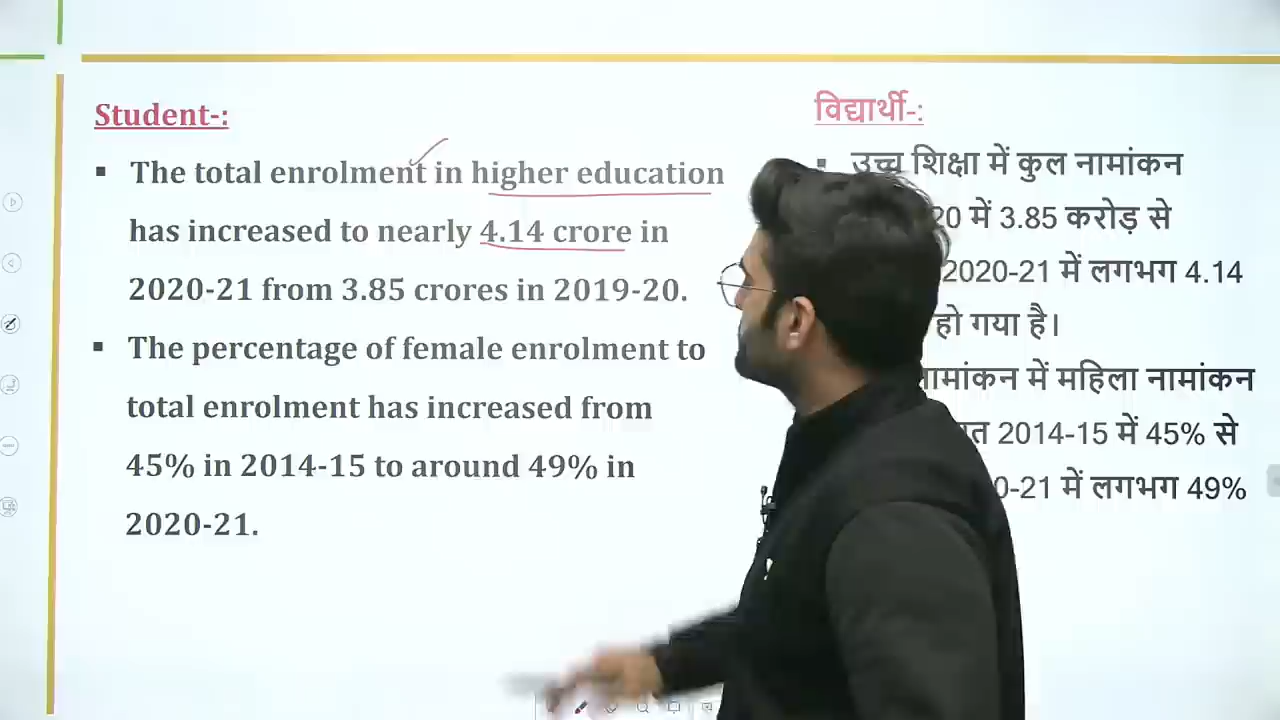 Student-:
▪ The total enrolment in higher education
has increased to nearly 4.14 crore in
2020-21 from 3.85 crores in 2019-20.
▪ The percentage of female enrolment to
total enrolment has increased from
45% in 2014-15 to around 49% in
2020-21.
विद्यार्थी-:
▪ उच्च शिक्षा में कुल नामांकन
20 में 3.85 करोड़ से
2020-21 में लगभग 4.14
हो गया है।
नामांकन में महिला नामांकन
2014-15 में 45% से
0-21 में लगभग 49%